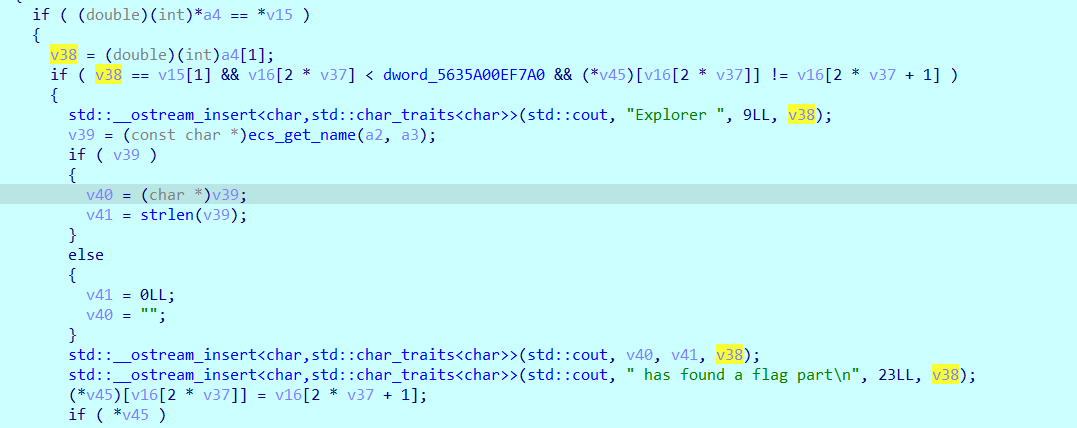 if ( (double)(int)*a4 == *v15 )
{
v38 = (double)(int)a4[1];
if ( v38 == v15[1] && v16[2 * v37] < dword_5635A00EF7A0 && (*v45)[v16[2 * v37]] != v16[2 * v37 + 1] )
{
std::__ostream_insert<char,std::char_traits<char>>(std::cout, "Explorer ", 9LL, v38);
v39 = (const char *)ecs_get_name(a2, a3);
if ( v39 )
{
v40 = (char *)v39;
v41 = strlen(v39);
}
else
{
v41 = 0LL;
v40 = "";
}
std::__ostream_insert<char,std::char_traits<char>>(std::cout, v40, v41, v38);
std::__ostream_insert<char,std::char_traits<char>>(std::cout, " has found a flag part\n", 23LL, v38);
(*v45)[v16[2 * v37]] = v16[2 * v37 + 1];
if ( *v45 )